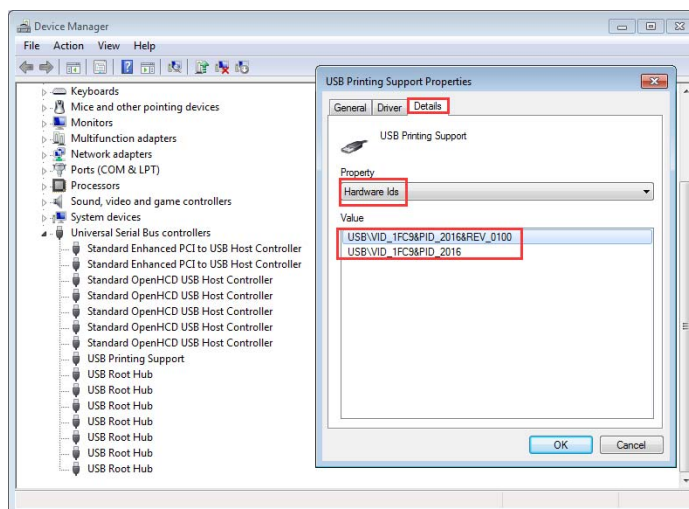 Device Manager
File Action View Help
Keyboards
Mice and other pointing devices
Monitors
Multifunction adapters
Network adapters
Ports (COM & LPT)
Processors
Sound, video and game controllers
System devices
Universal Serial Bus controllers
Standard Enhanced PCI to USB Host Controller
Standard Enhanced PCI to USB Host Controller
Standard OpenHCD USB Host Controller
Standard OpenHCD USB Host Controller
Standard OpenHCD USB Host Controller
Standard OpenHCD USB Host Controller
Standard OpenHCD USB Host Controller
USB Printing Support
USB Root Hub
USB Root Hub
USB Root Hub
USB Root Hub
USB Root Hub
USB Root Hub
USB Root Hub
USB Printing Support Properties
General Driver Details
USB Printing Support
Property
Hardware Ids
Value
USB\VID_1FC9&PID_2016&REV_0100
USB\VID_1FC9&PID_2016
OK Cancel